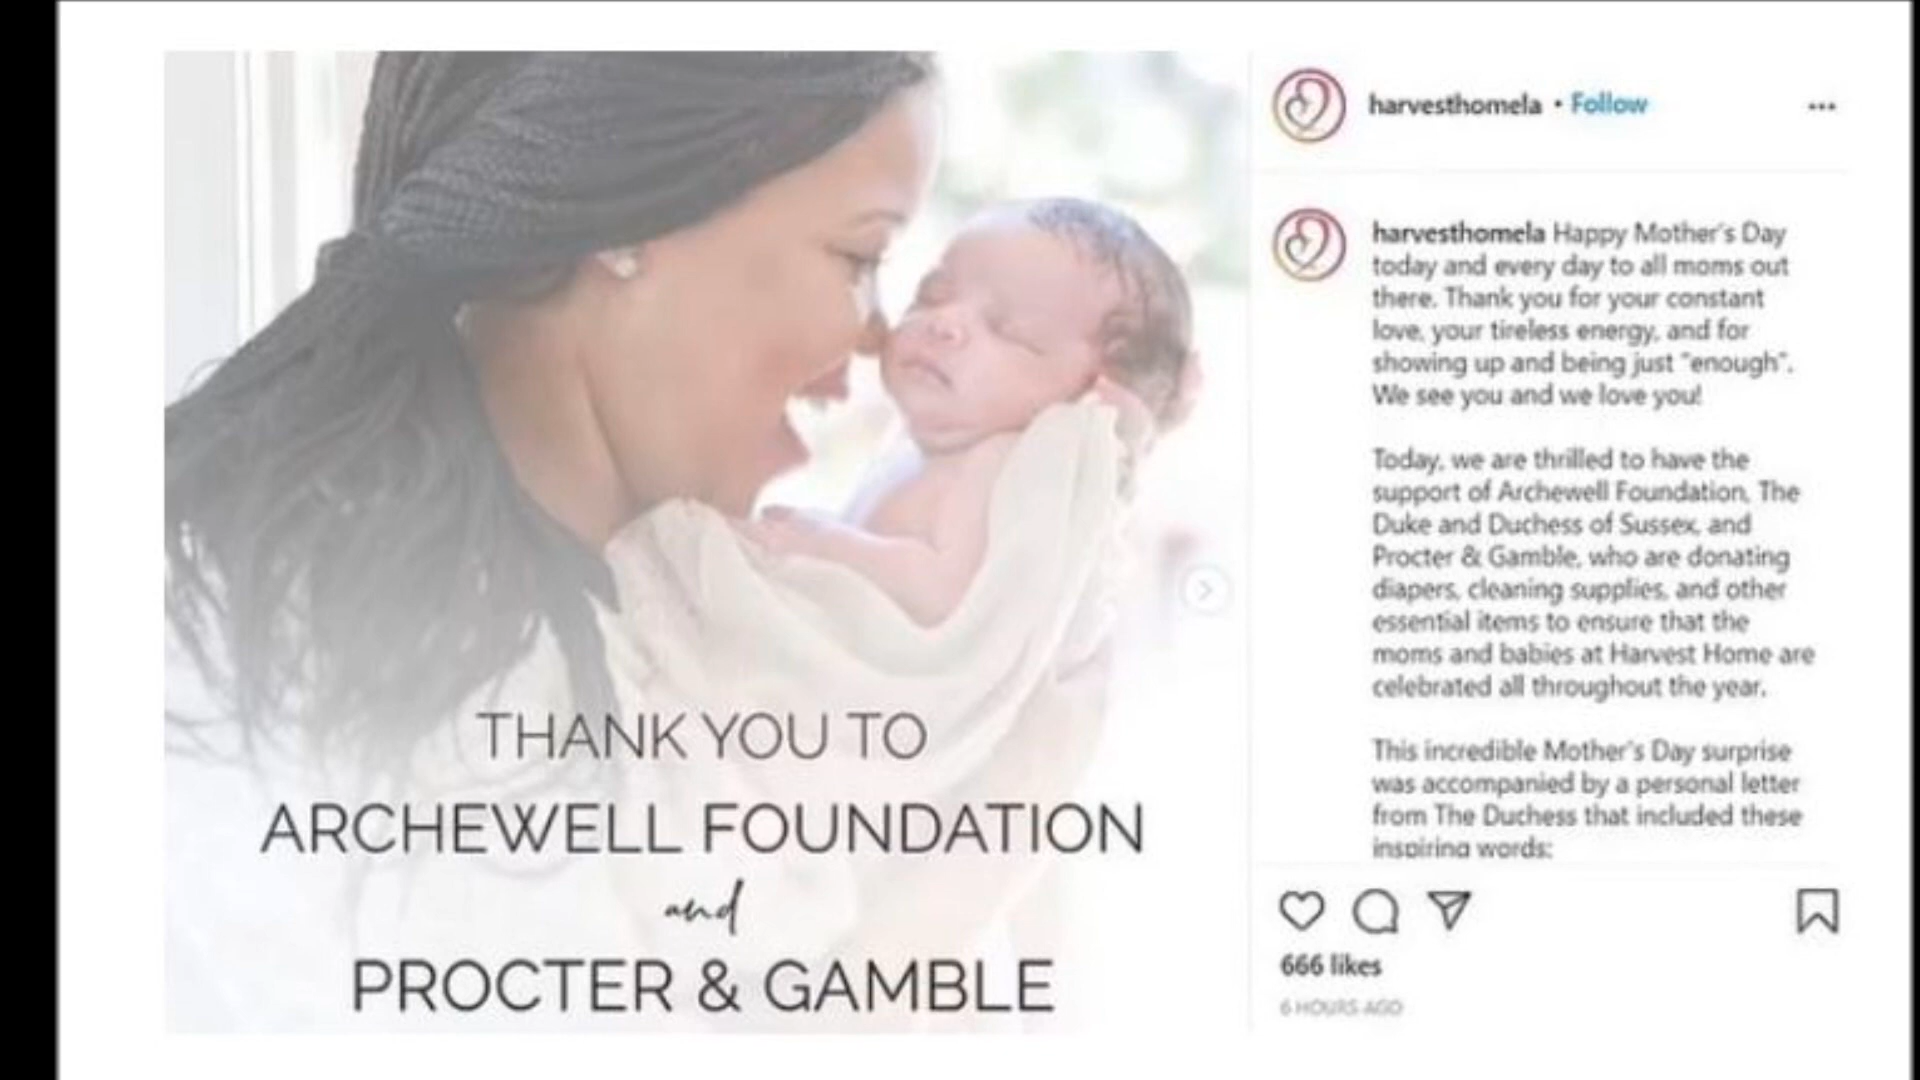 THANK YOU TO
ARCHEWELL FOUNDATION
and
PROCTER & GAMBLE
harvesthomela • Follow
harvesthomela Happy Mother's Day
today and every day to all moms out
there. Thank you for your constant
love, your tireless energy, and for
showing up and being just "enough".
We see you and we love you!
Today, we are thrilled to have the
support of Archewell Foundation, The
Duke and Duchess of Sussex, and
Procter & Gamble, who are donating
diapers, cleaning supplies, and other
essential items to ensure that the
moms and babies at Harvest Home are
celebrated all throughout the year.
This incredible Mother's Day surprise
was accompanied by a personal letter
from The Duchess that included these
inspiring words:
666 likes
6 HOURS AGO